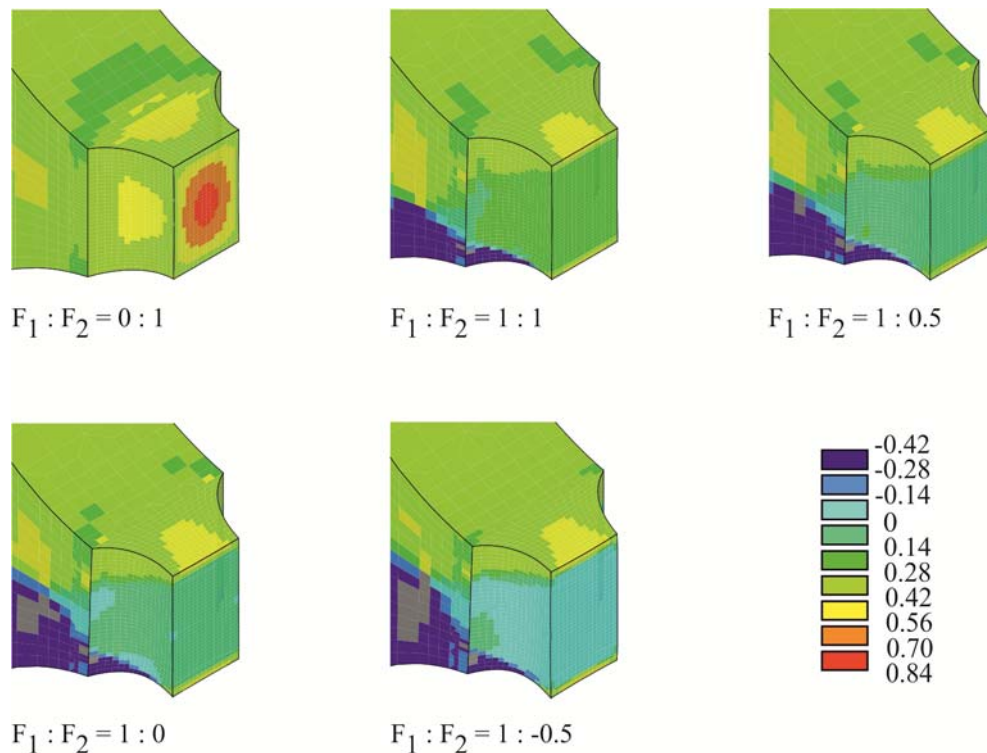 F1 : F2 = 0 : 1
F1 : F2 = 1 : 1
F1 : F2 = 1 : 0.5
F1 : F2 = 1 : 0
F1 : F2 = 1 : -0.5
-0.42
-0.28
-0.14
0
0.14
0.28
0.42
0.56
0.70
0.84